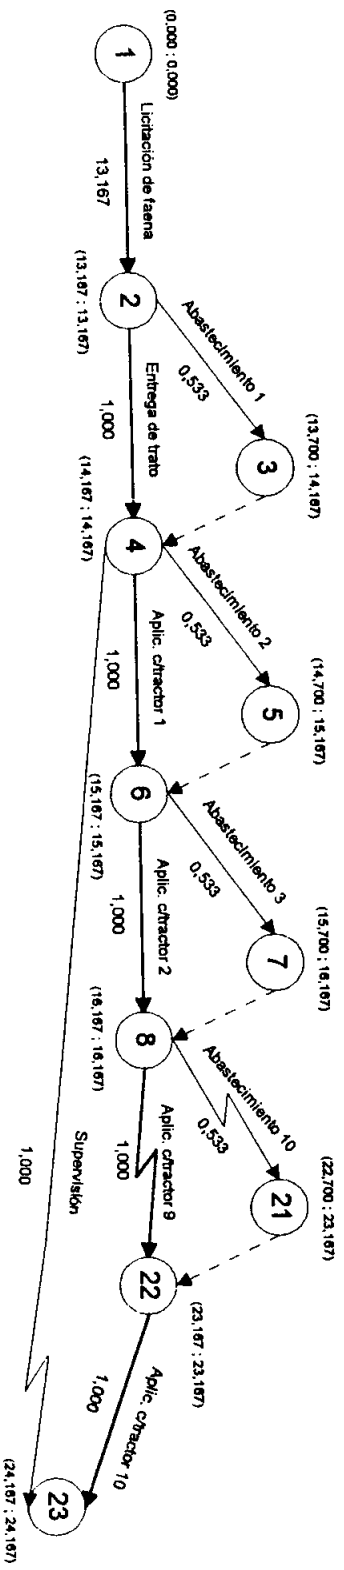 (0,000 ; 0,000)
1
Licitación de faena
13,167
(13,167 ; 13,167)
2
Abastecimiento 1
0,533
(13,700 ; 14,167)
3
Entrega de trato
1,000
(14,167 ; 14,167)
4
Abastecimiento 2
0,533
(14,700 ; 15,167)
5
Aplic. c/tractor 1
1,000
(15,167 ; 15,167)
6
Abastecimiento 3
0,533
(15,700 ; 16,167)
7
Aplic. c/tractor 2
1,000
(16,167 ; 16,167)
8
Abastecimiento 10
0,533
(22,700 ; 23,167)
21
Aplic. c/tractor 9
1,000
(23,167 ; 23,167)
22
Aplic. c/tractor 10
1,000
Supervisión
1,000
23
(24,167 ; 24,167)